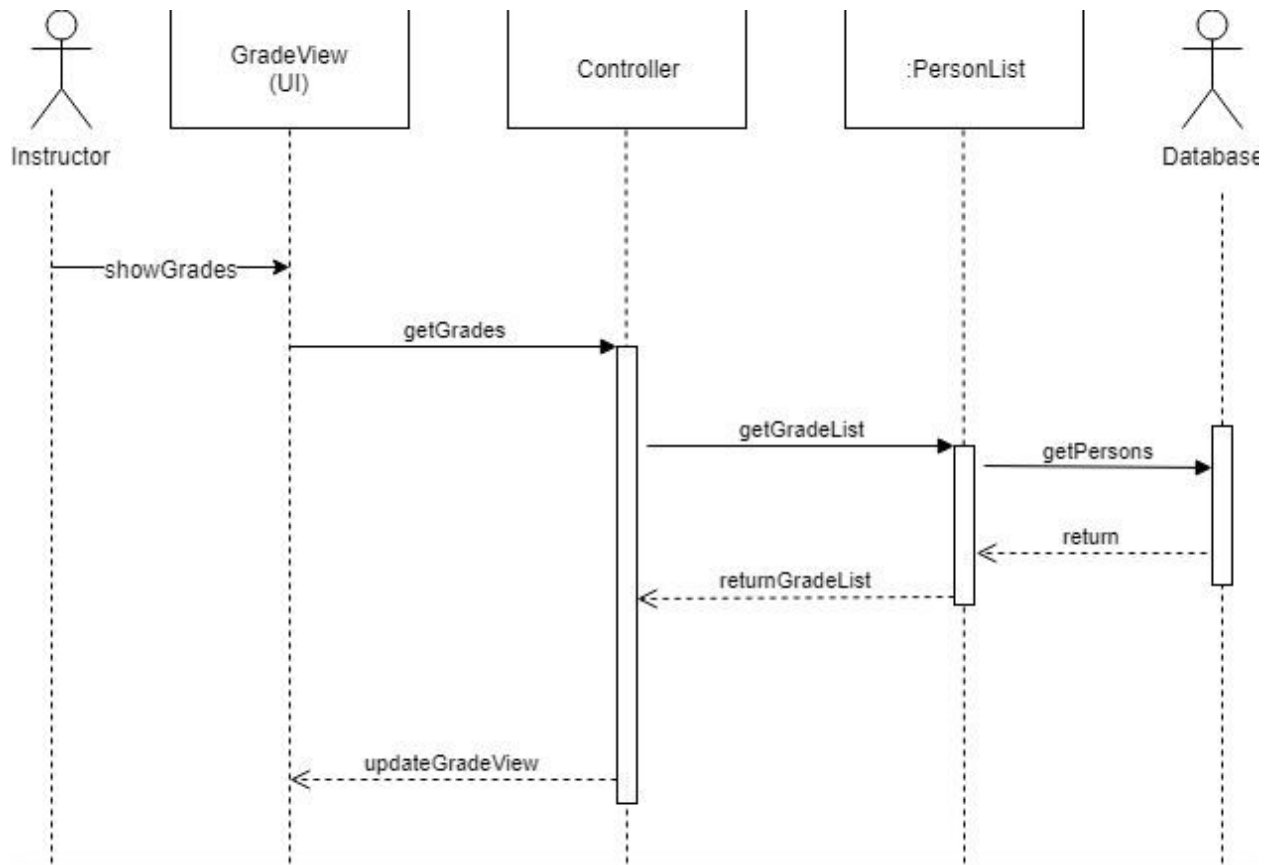 GradeView
(UI)
Controller
:PersonList
Instructor
Database
showGrades
getGrades
getGradeList
getPersons
return
returnGradeList
updateGradeView